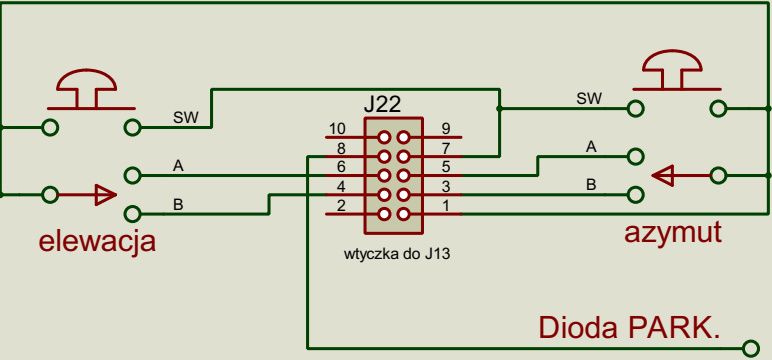 J22
SW
SW
10 9
8 7
A
A
6 5
B
B
4 3
2 1
elewacja
azymut
wtyczka do J13
Dioda PARK.